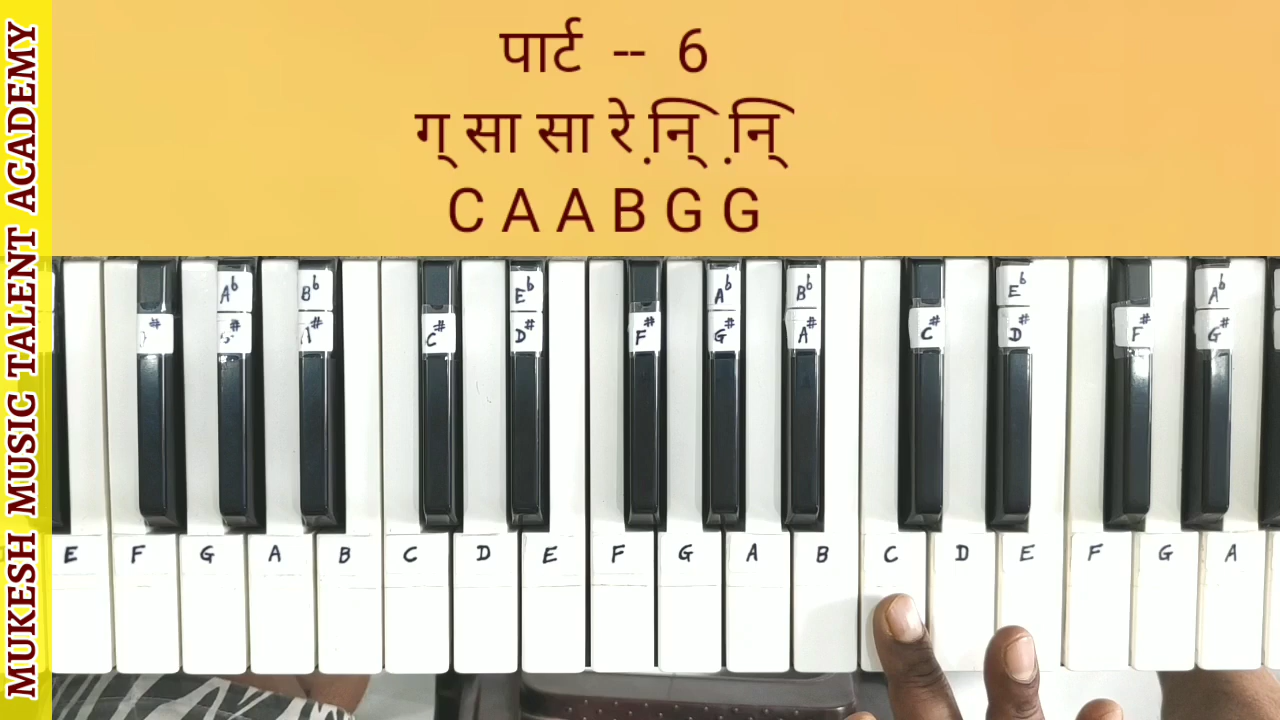 MUKESH MUSIC TALENT ACADEMY
पार्ट -- 6
ग् सा सा रे .नि् .नि्
C A A B G G
A♭ B♭ E♭ A♭ B♭ E♭ A♭
# # A# C# D# F# G# A# C# D# F# G#
E F G A B C D E F G A B C D E F G A